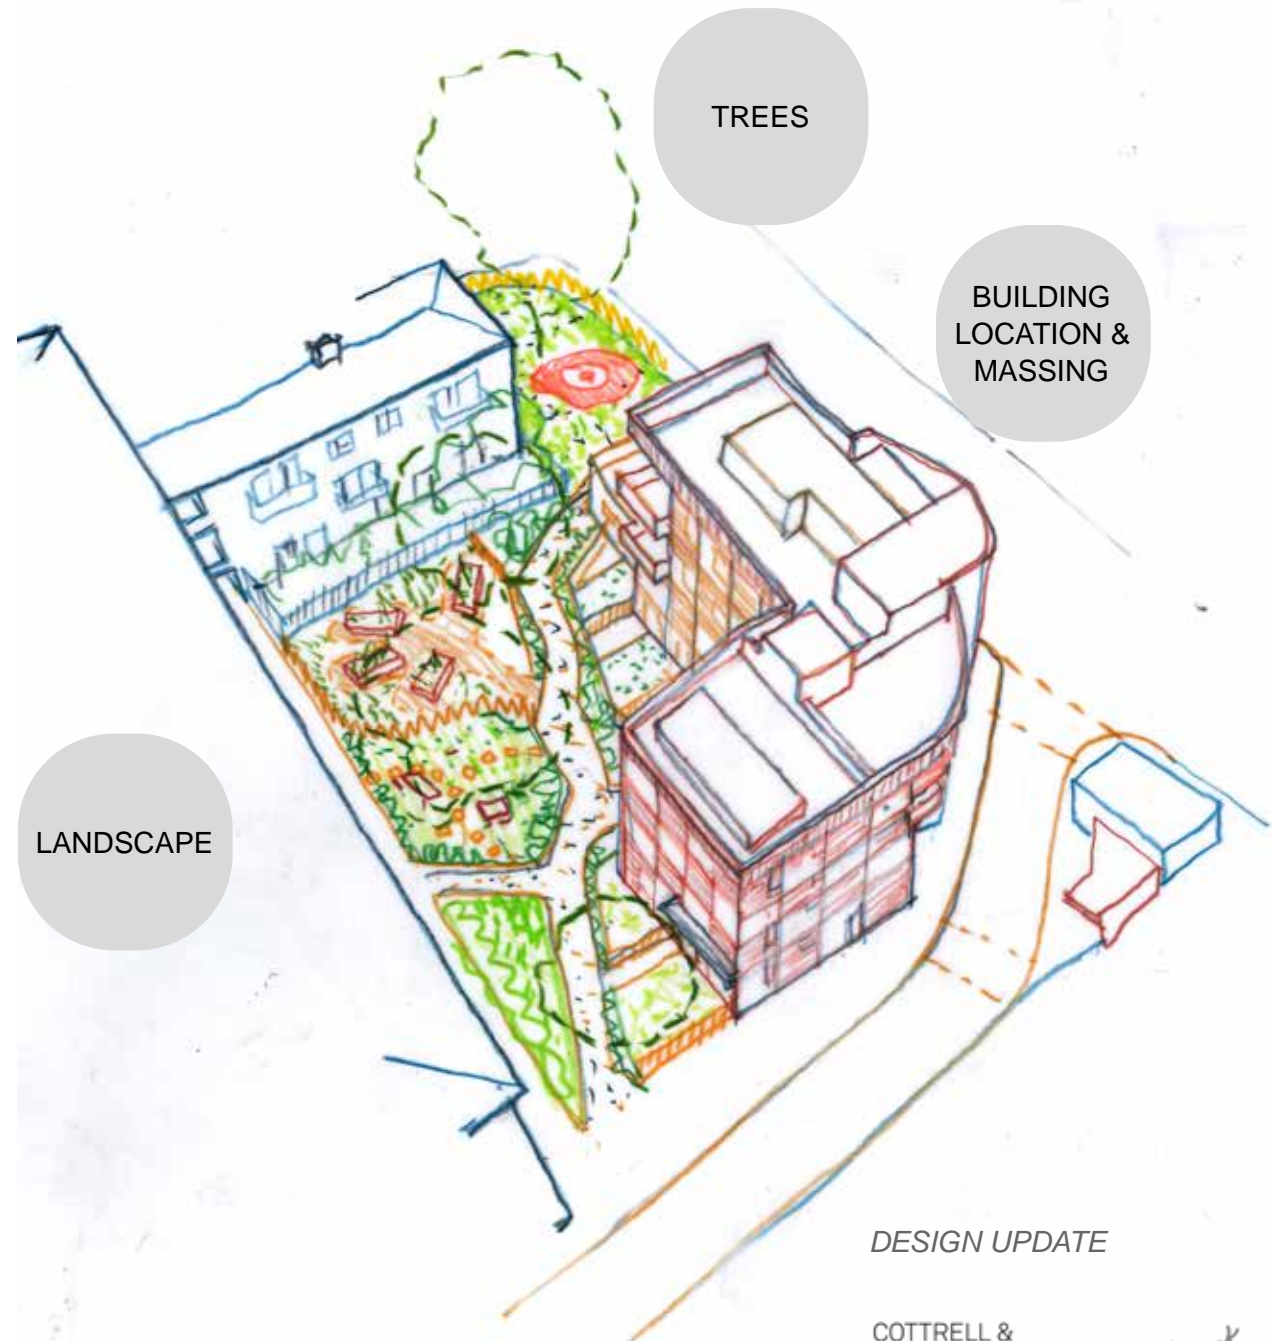 TREES
BUILDING
LOCATION &
MASSING
LANDSCAPE
DESIGN UPDATE
COTTRELL &